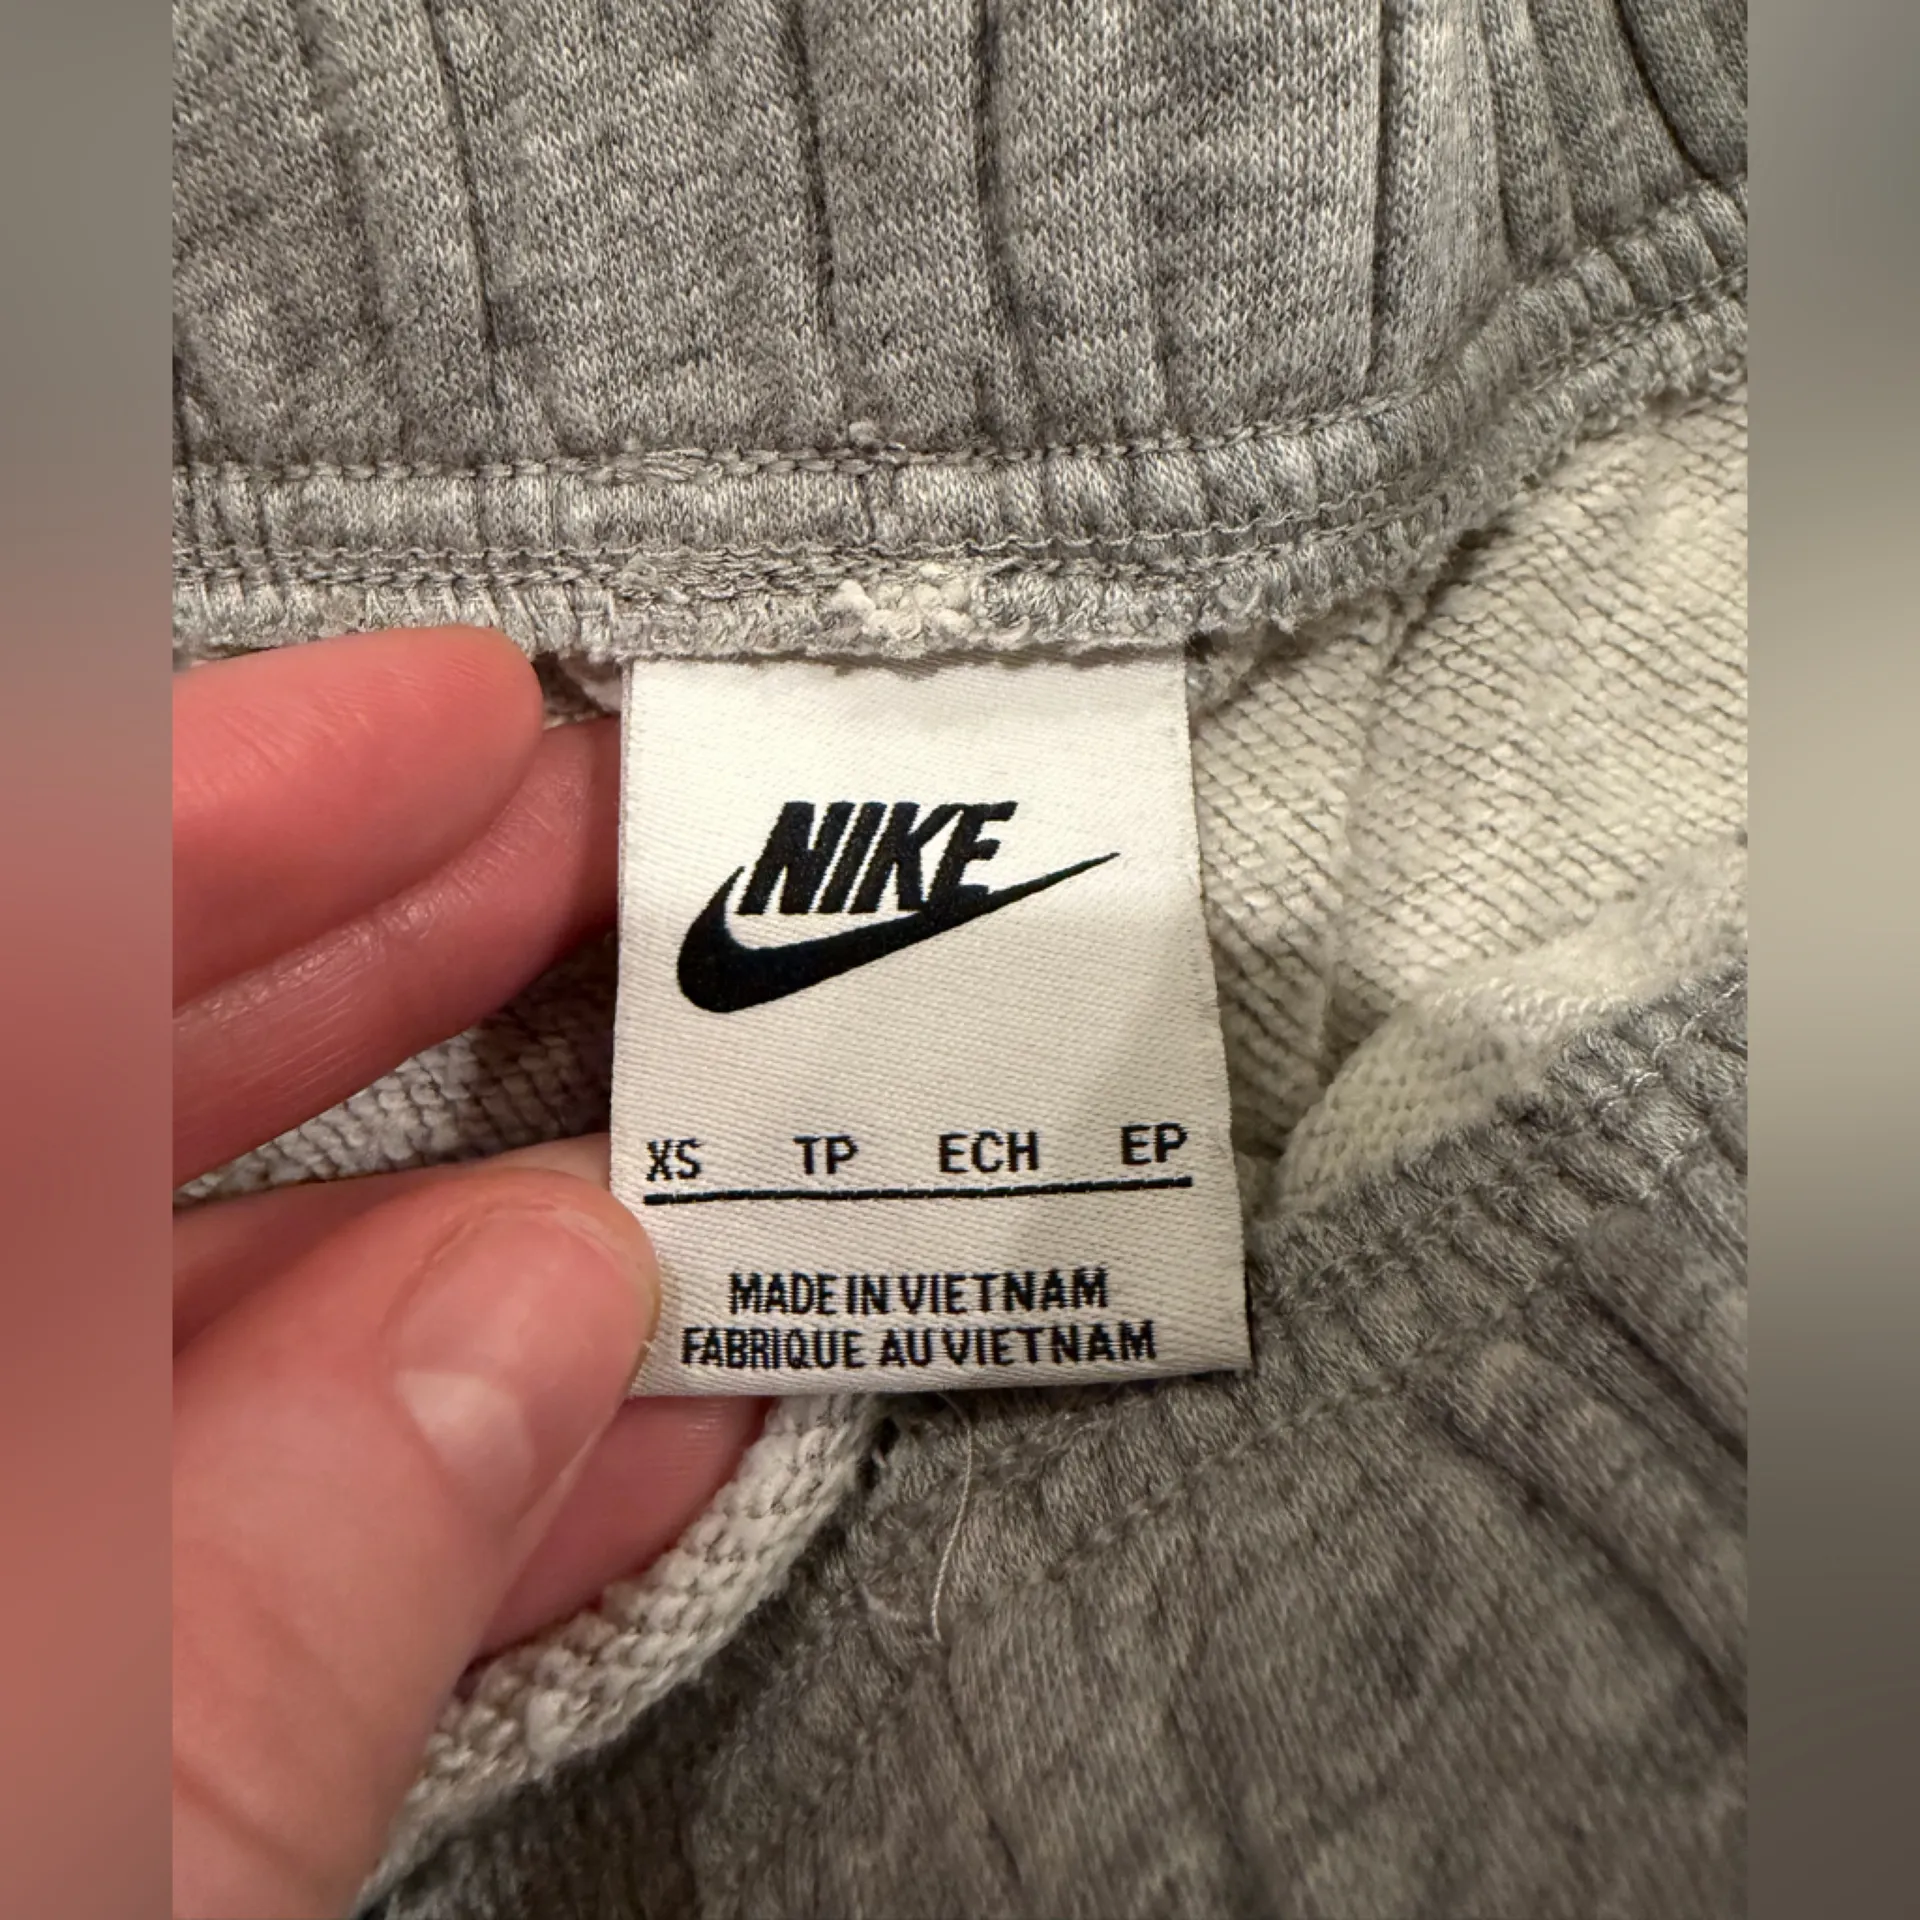 NIKE
XS TP ECH EP
MADE IN VIETNAM
FABRIQUE AU VIETNAM